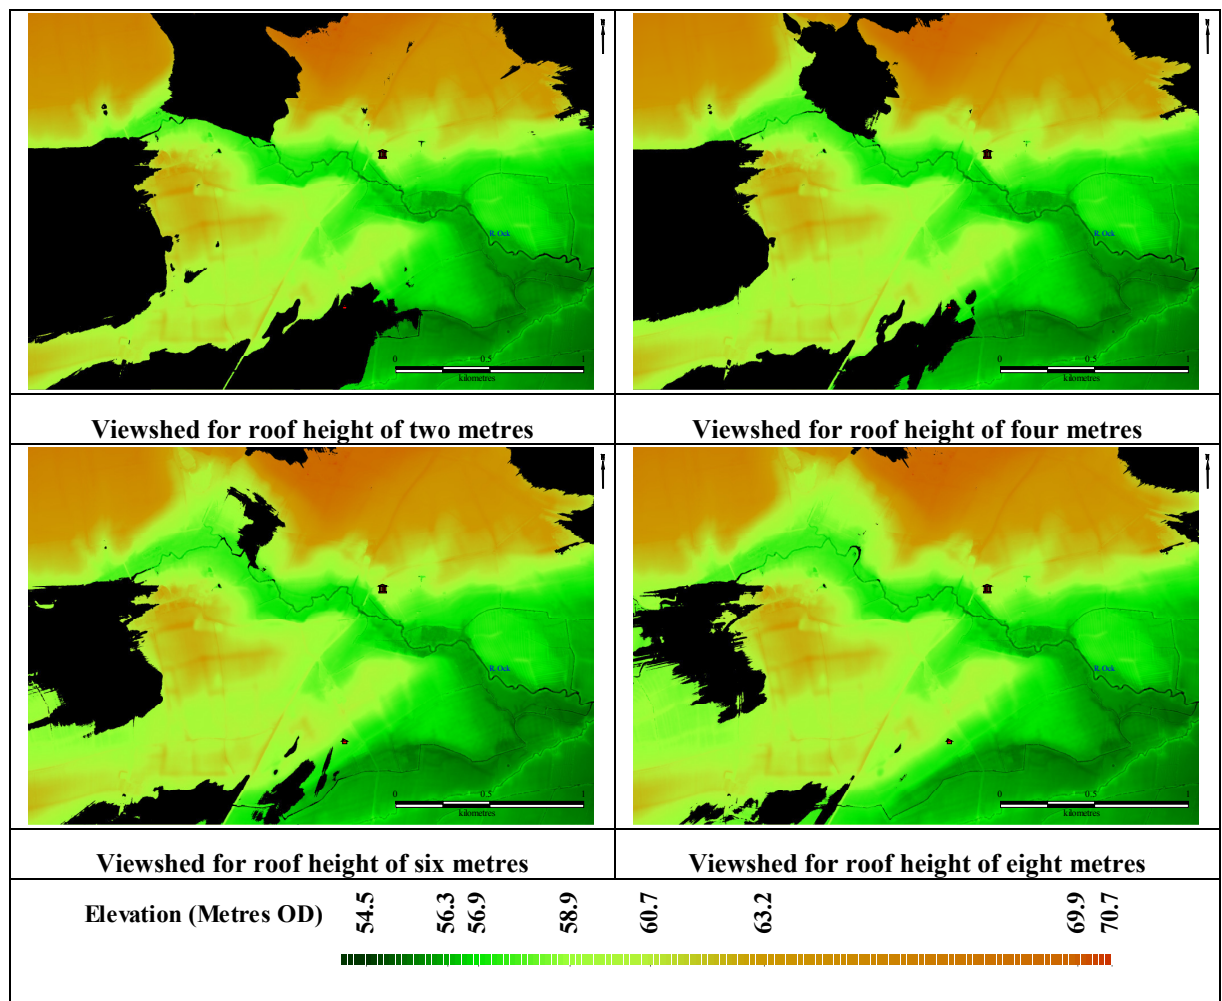 R. Ock
0 0.5 1
kilometres
R. Ock
0 0.5 1
kilometres
Viewshed for roof height of two metres
Viewshed for roof height of four metres
R. Ock
0 0.5 1
kilometres
R. Ock
0 0.5 1
kilometres
Viewshed for roof height of six metres
Viewshed for roof height of eight metres
Elevation (Metres OD) 54.5 56.3 56.9 58.9 60.7 63.2 69.9 70.7